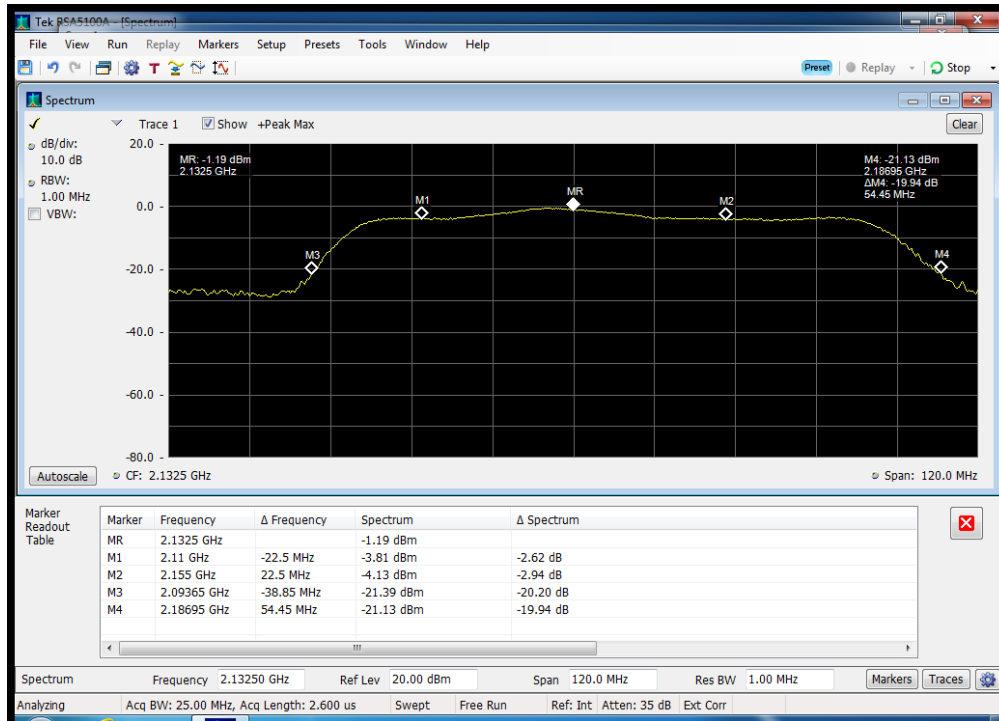 Tek RSA5100A - [Spectrum]
File View Run Replay Markers Setup Presets Tools Window Help
T
Preset Replay Stop
Spectrum
Trace 1 Show +Peak Max Clear
dB/div:
10.0 dB
RBW:
1.00 MHz
VBW:
20.0
0.0
-20.0
-40.0
-60.0
-80.0
MR: -1.19 dBm
2.1325 GHz
M4: -21.13 dBm
2.18695 GHz
ΔM4: -19.94 dB
54.45 MHz
M3
M1
MR
M2
M4
Autoscale CF: 2.1325 GHz Span: 120.0 MHz
Marker
Readout
Table
Marker Frequency Δ Frequency Spectrum Δ Spectrum
MR 2.1325 GHz -1.19 dBm
M1 2.11 GHz -22.5 MHz -3.81 dBm -2.62 dB
M2 2.155 GHz 22.5 MHz -4.13 dBm -2.94 dB
M3 2.09365 GHz -38.85 MHz -21.39 dBm -20.20 dB
M4 2.18695 GHz 54.45 MHz -21.13 dBm -19.94 dB
Spectrum Frequency 2.13250 GHz Ref Lev 20.00 dBm Span 120.0 MHz Res BW 1.00 MHz Markers Traces
Analyzing Acq BW: 25.00 MHz, Acq Length: 2.600 us Swept Free Run Ref: Int Atten: 35 dB Ext Corr